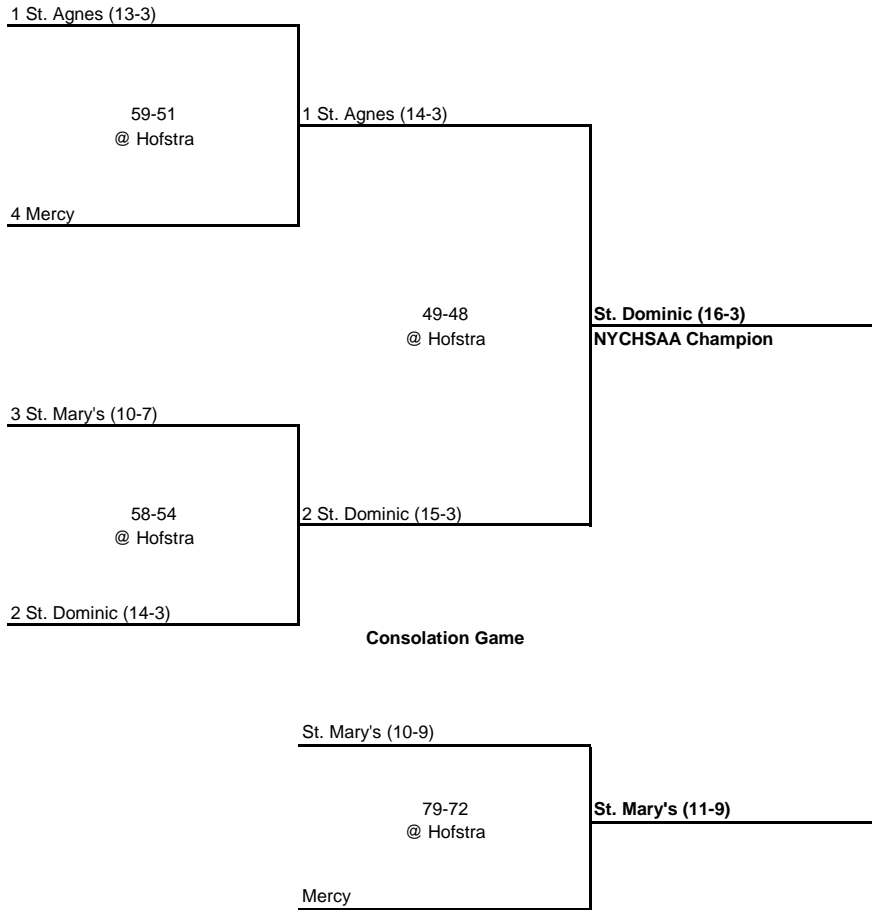 1 St. Agnes (13-3)
59-51
@ Hofstra
1 St. Agnes (14-3)
4 Mercy
49-48
@ Hofstra
St. Dominic (16-3)
NYCHSAA Champion
3 St. Mary's (10-7)
58-54
@ Hofstra
2 St. Dominic (15-3)
2 St. Dominic (14-3)
Consolation Game
St. Mary's (10-9)
79-72
@ Hofstra
St. Mary's (11-9)
Mercy